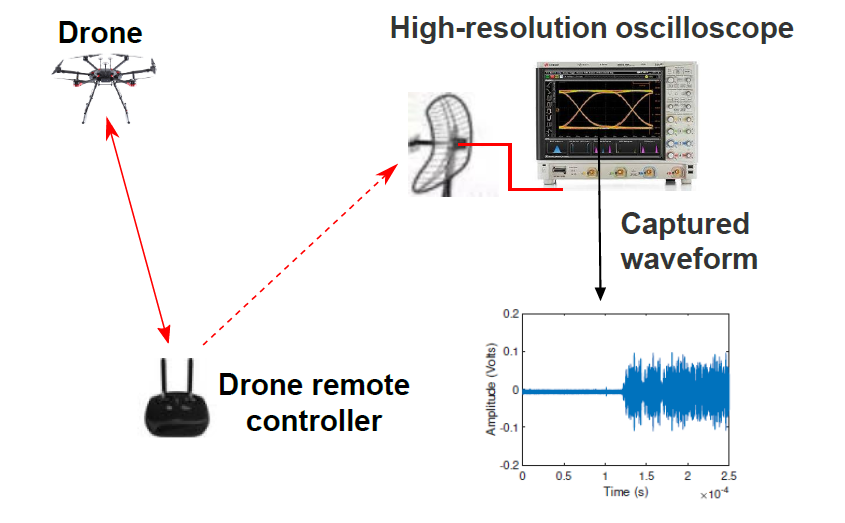 Drone
High-resolution oscilloscope
Captured
waveform
Drone remote
controller
0.2
0.1
0
-0.1
-0.2
Amplitude (Volts)
0 0.5 1 1.5 2 2.5
Time (s)
×10-4